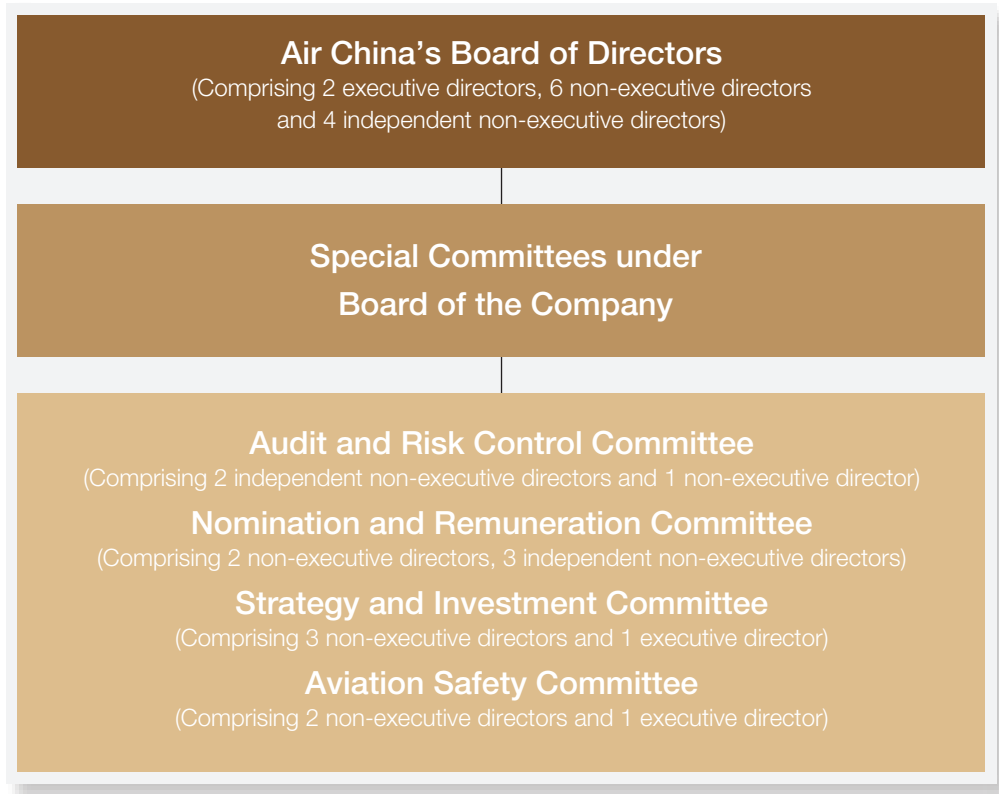 Air China’s Board of Directors
(Comprising 2 executive directors, 6 non-executive directors
and 4 independent non-executive directors)
Special Committees under
Board of the Company
Audit and Risk Control Committee
(Comprising 2 independent non-executive directors and 1 non-executive director)
Nomination and Remuneration Committee
(Comprising 2 non-executive directors, 3 independent non-executive directors)
Strategy and Investment Committee
(Comprising 3 non-executive directors and 1 executive director)
Aviation Safety Committee
(Comprising 2 non-executive directors and 1 executive director)